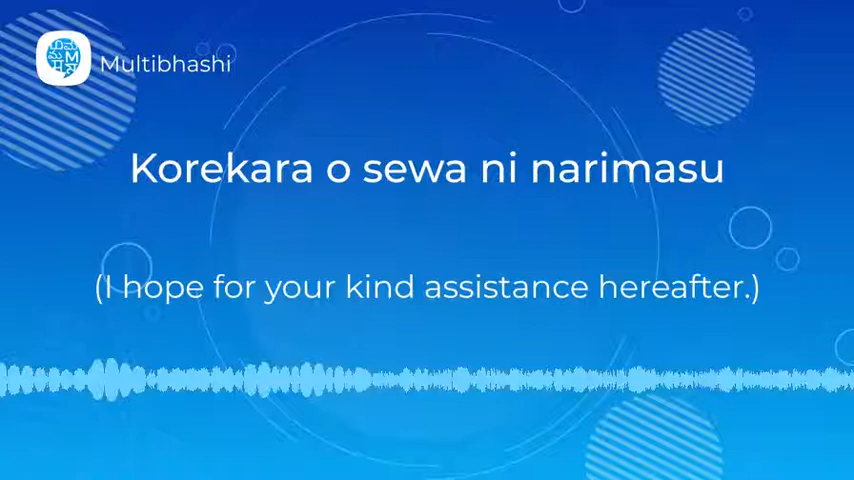 Multibhashi
Korekara o sewa ni narimasu
(I hope for your kind assistance hereafter.)